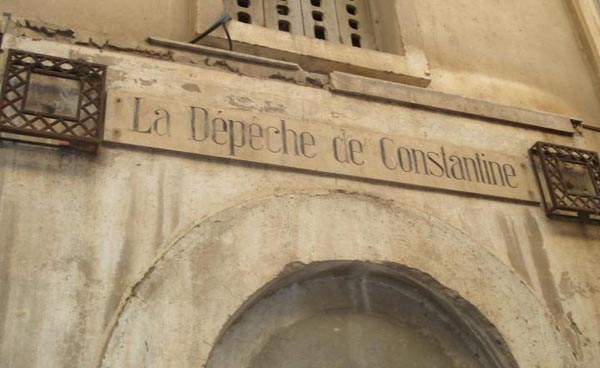 La Dépêche de Constantine